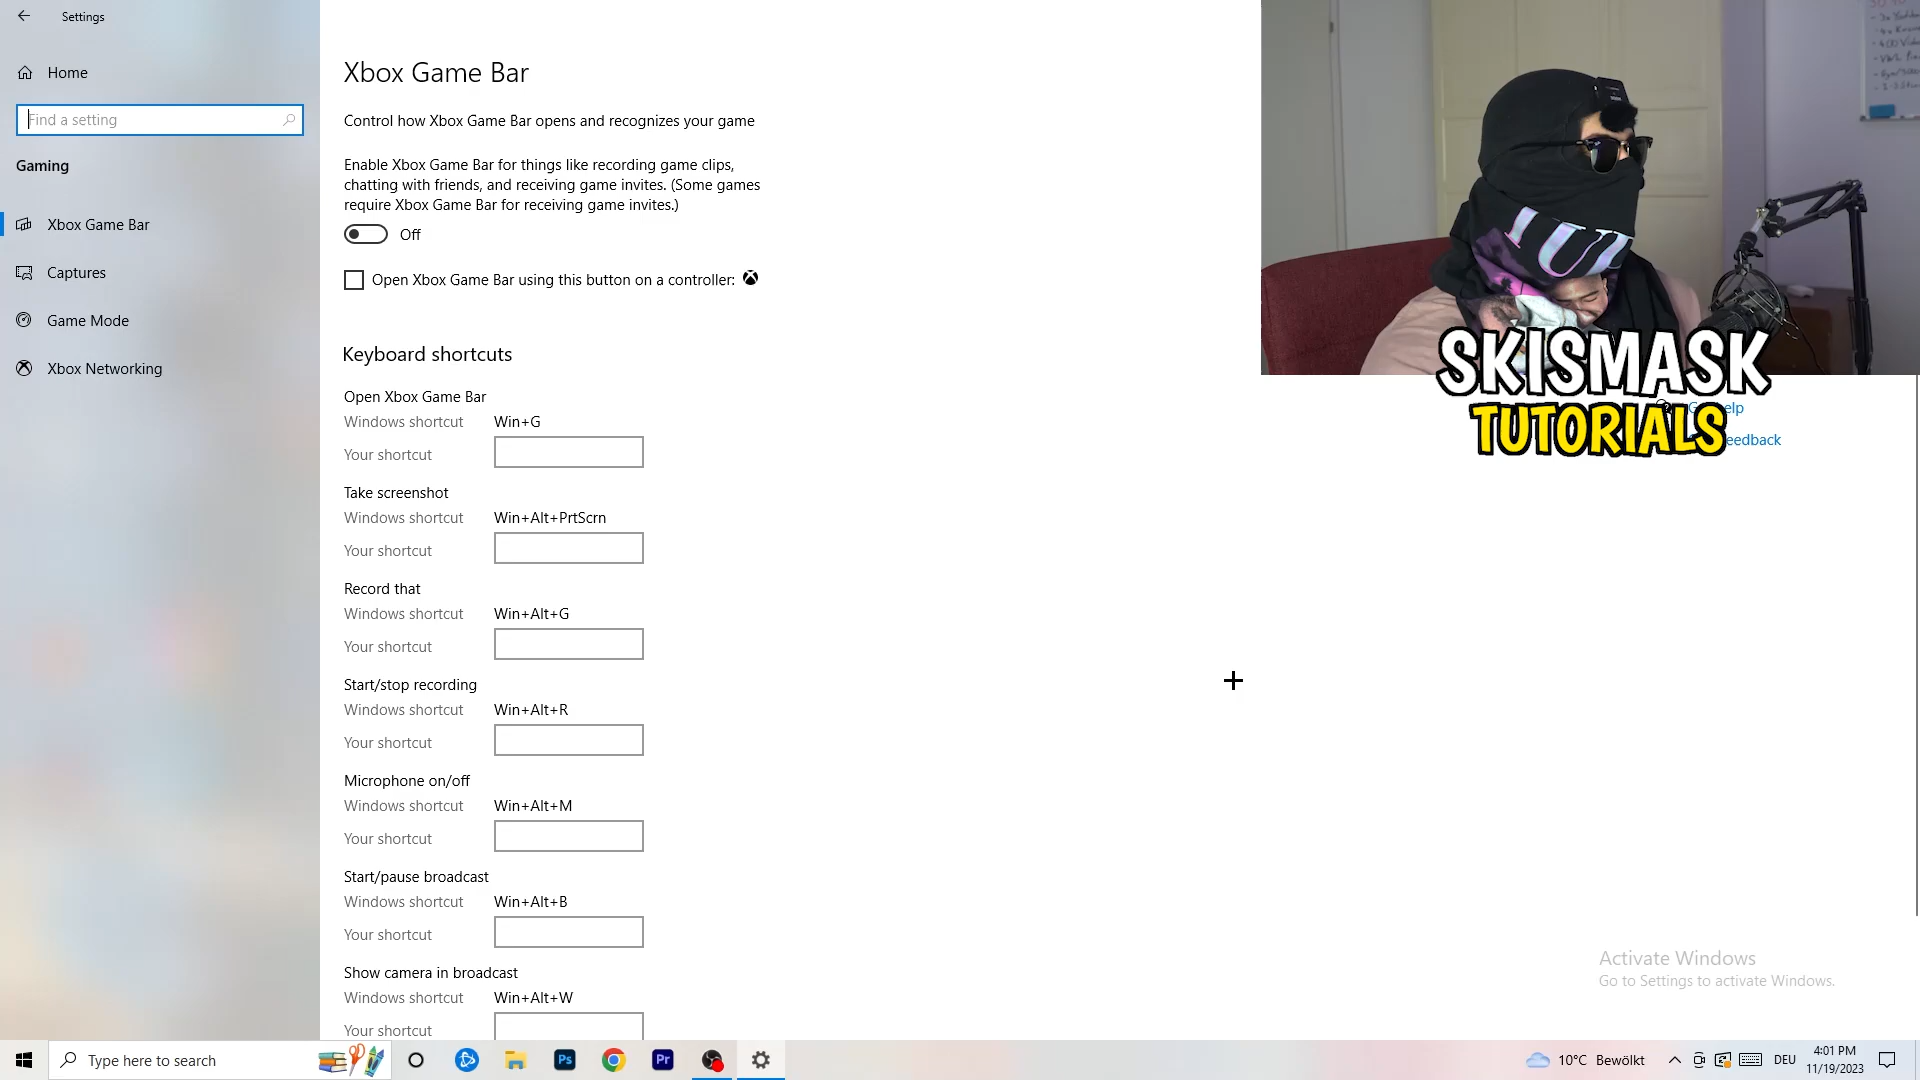 Settings
Home
Find a setting
Gaming
Xbox Game Bar
Captures
Game Mode
Xbox Networking
Xbox Game Bar
Control how Xbox Game Bar opens and recognizes your game
Enable Xbox Game Bar for things like recording game clips,
chatting with friends, and receiving game invites. (Some games
require Xbox Game Bar for receiving game invites.)
Off
Open Xbox Game Bar using this button on a controller:
Keyboard shortcuts
Open Xbox Game Bar
Windows shortcut Win+G
Your shortcut
Take screenshot
Windows shortcut Win+Alt+PrtScrn
Your shortcut
Record that
Windows shortcut Win+Alt+G
Your shortcut
Start/stop recording
Windows shortcut Win+Alt+R
Your shortcut
Microphone on/off
Windows shortcut Win+Alt+M
Your shortcut
Start/pause broadcast
Windows shortcut Win+Alt+B
Your shortcut
Show camera in broadcast
Windows shortcut Win+Alt+W
Your shortcut
SKISMASK
TUTORIALS
Activate Windows
Go to Settings to activate Windows.
Type here to search
Ps
Pr
10°C Bewölkt
DEU
4:01 PM
11/19/2023